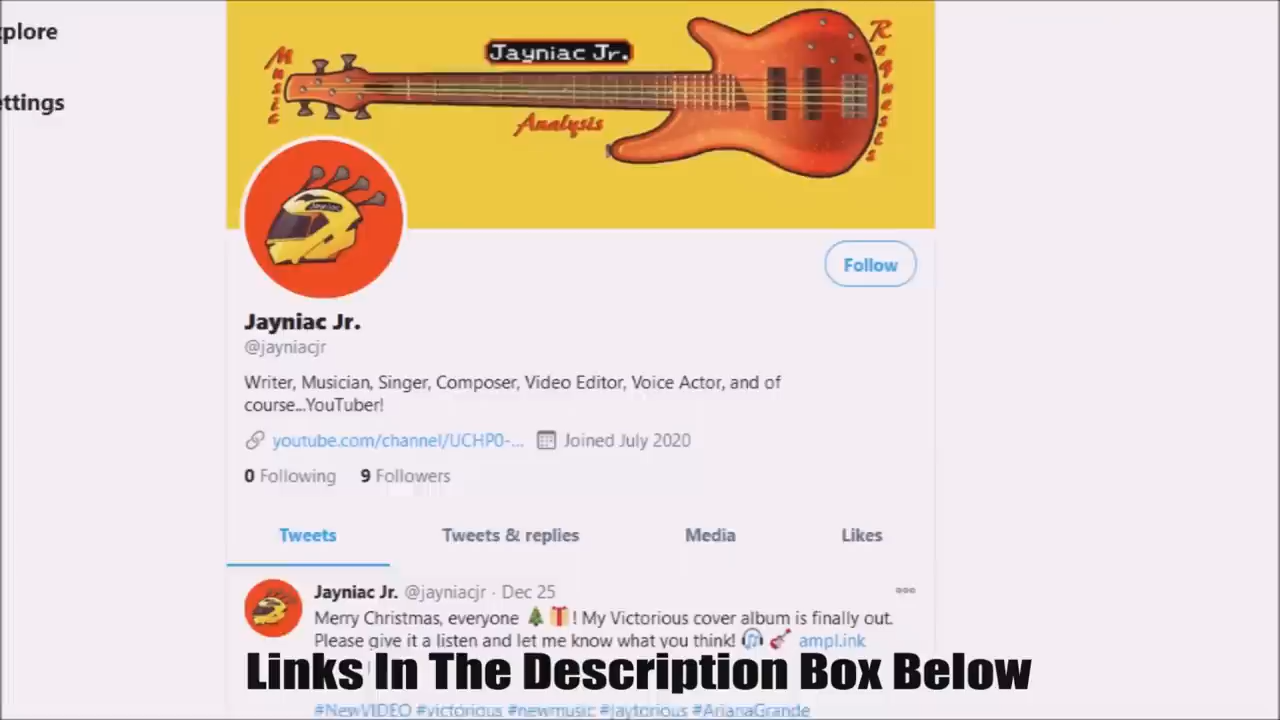 xplore
ettings
Jayniac Jr.
Music
Analysis
Requests
Jayniac
Follow
Jayniac Jr.
@jayniacjr
Writer, Musician, Singer, Composer, Video Editor, Voice Actor, and of
course...YouTuber!
youtube.com/channel/UCHP0-... Joined July 2020
0 Following 9 Followers
Tweets Tweets & replies Media Likes
Jayniac Jr. @jayniacjr · Dec 25
Merry Christmas, everyone 🎄🎁! My Victorious cover album is finally out.
Please give it a listen and let me know what you think! 🎧 🎸 ampl.ink
Links In The Description Box Below
#NewVIDEO #victorious #newmusic #jaytorious #ArianaGrande